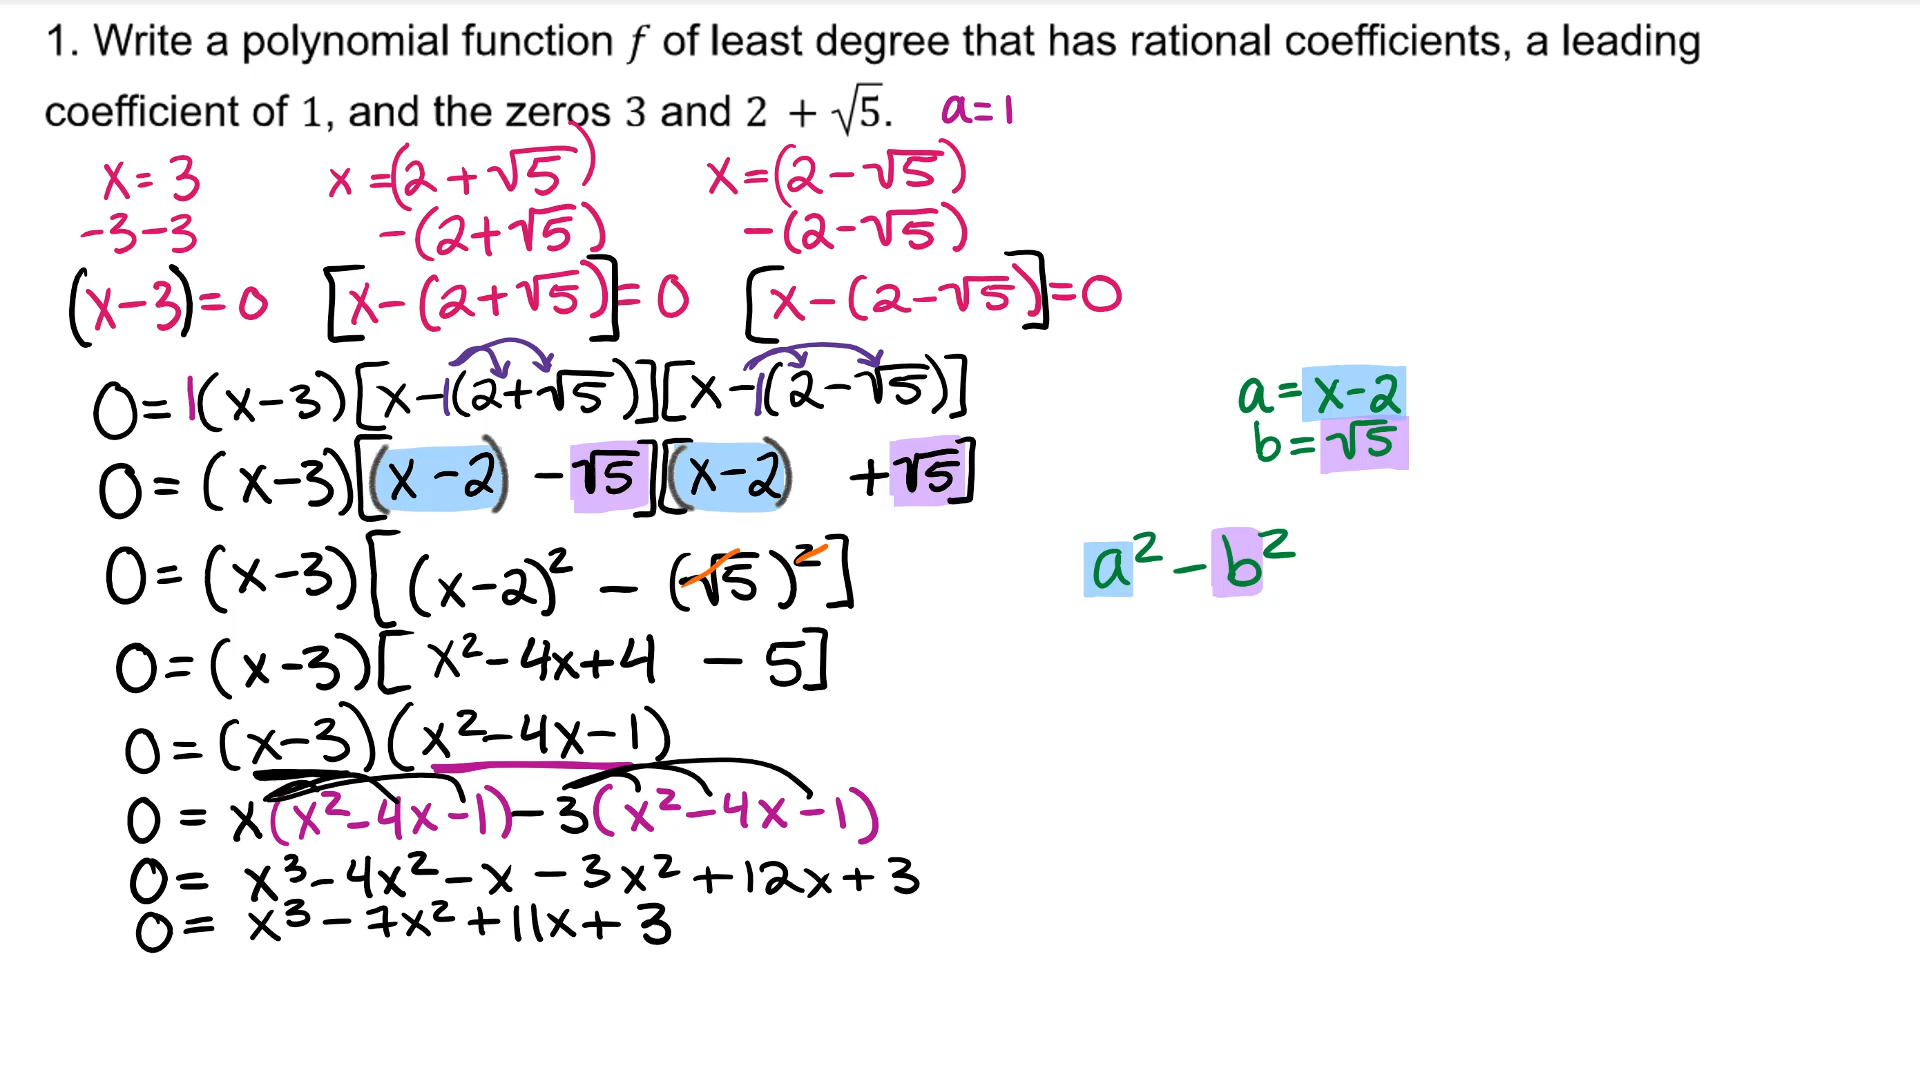 1. Write a polynomial function f of least degree that has rational coefficients, a leading
coefficient of 1, and the zeros 3 and 2 + √5. a=1
x=3 x=(2+√5) x=(2-√5)
-3-3 -(2+√5) -(2-√5)
(x-3)=0 [x-(2+√5)]=0 [x-(2-√5)]=0
0=1(x-3)[x-1(2+√5)][x-1(2-√5)]
a=x-2
b=√5
0=(x-3)[(x-2)-√5][(x-2)+√5]
0=(x-3)[(x-2)²-(√5)²]
a²-b²
0=(x-3)[x²-4x+4-5]
0=(x-3)(x²-4x-1)
0=x(x²-4x-1)-3(x²-4x-1)
0=x³-4x²-x-3x²+12x+3
0=x³-7x²+11x+3